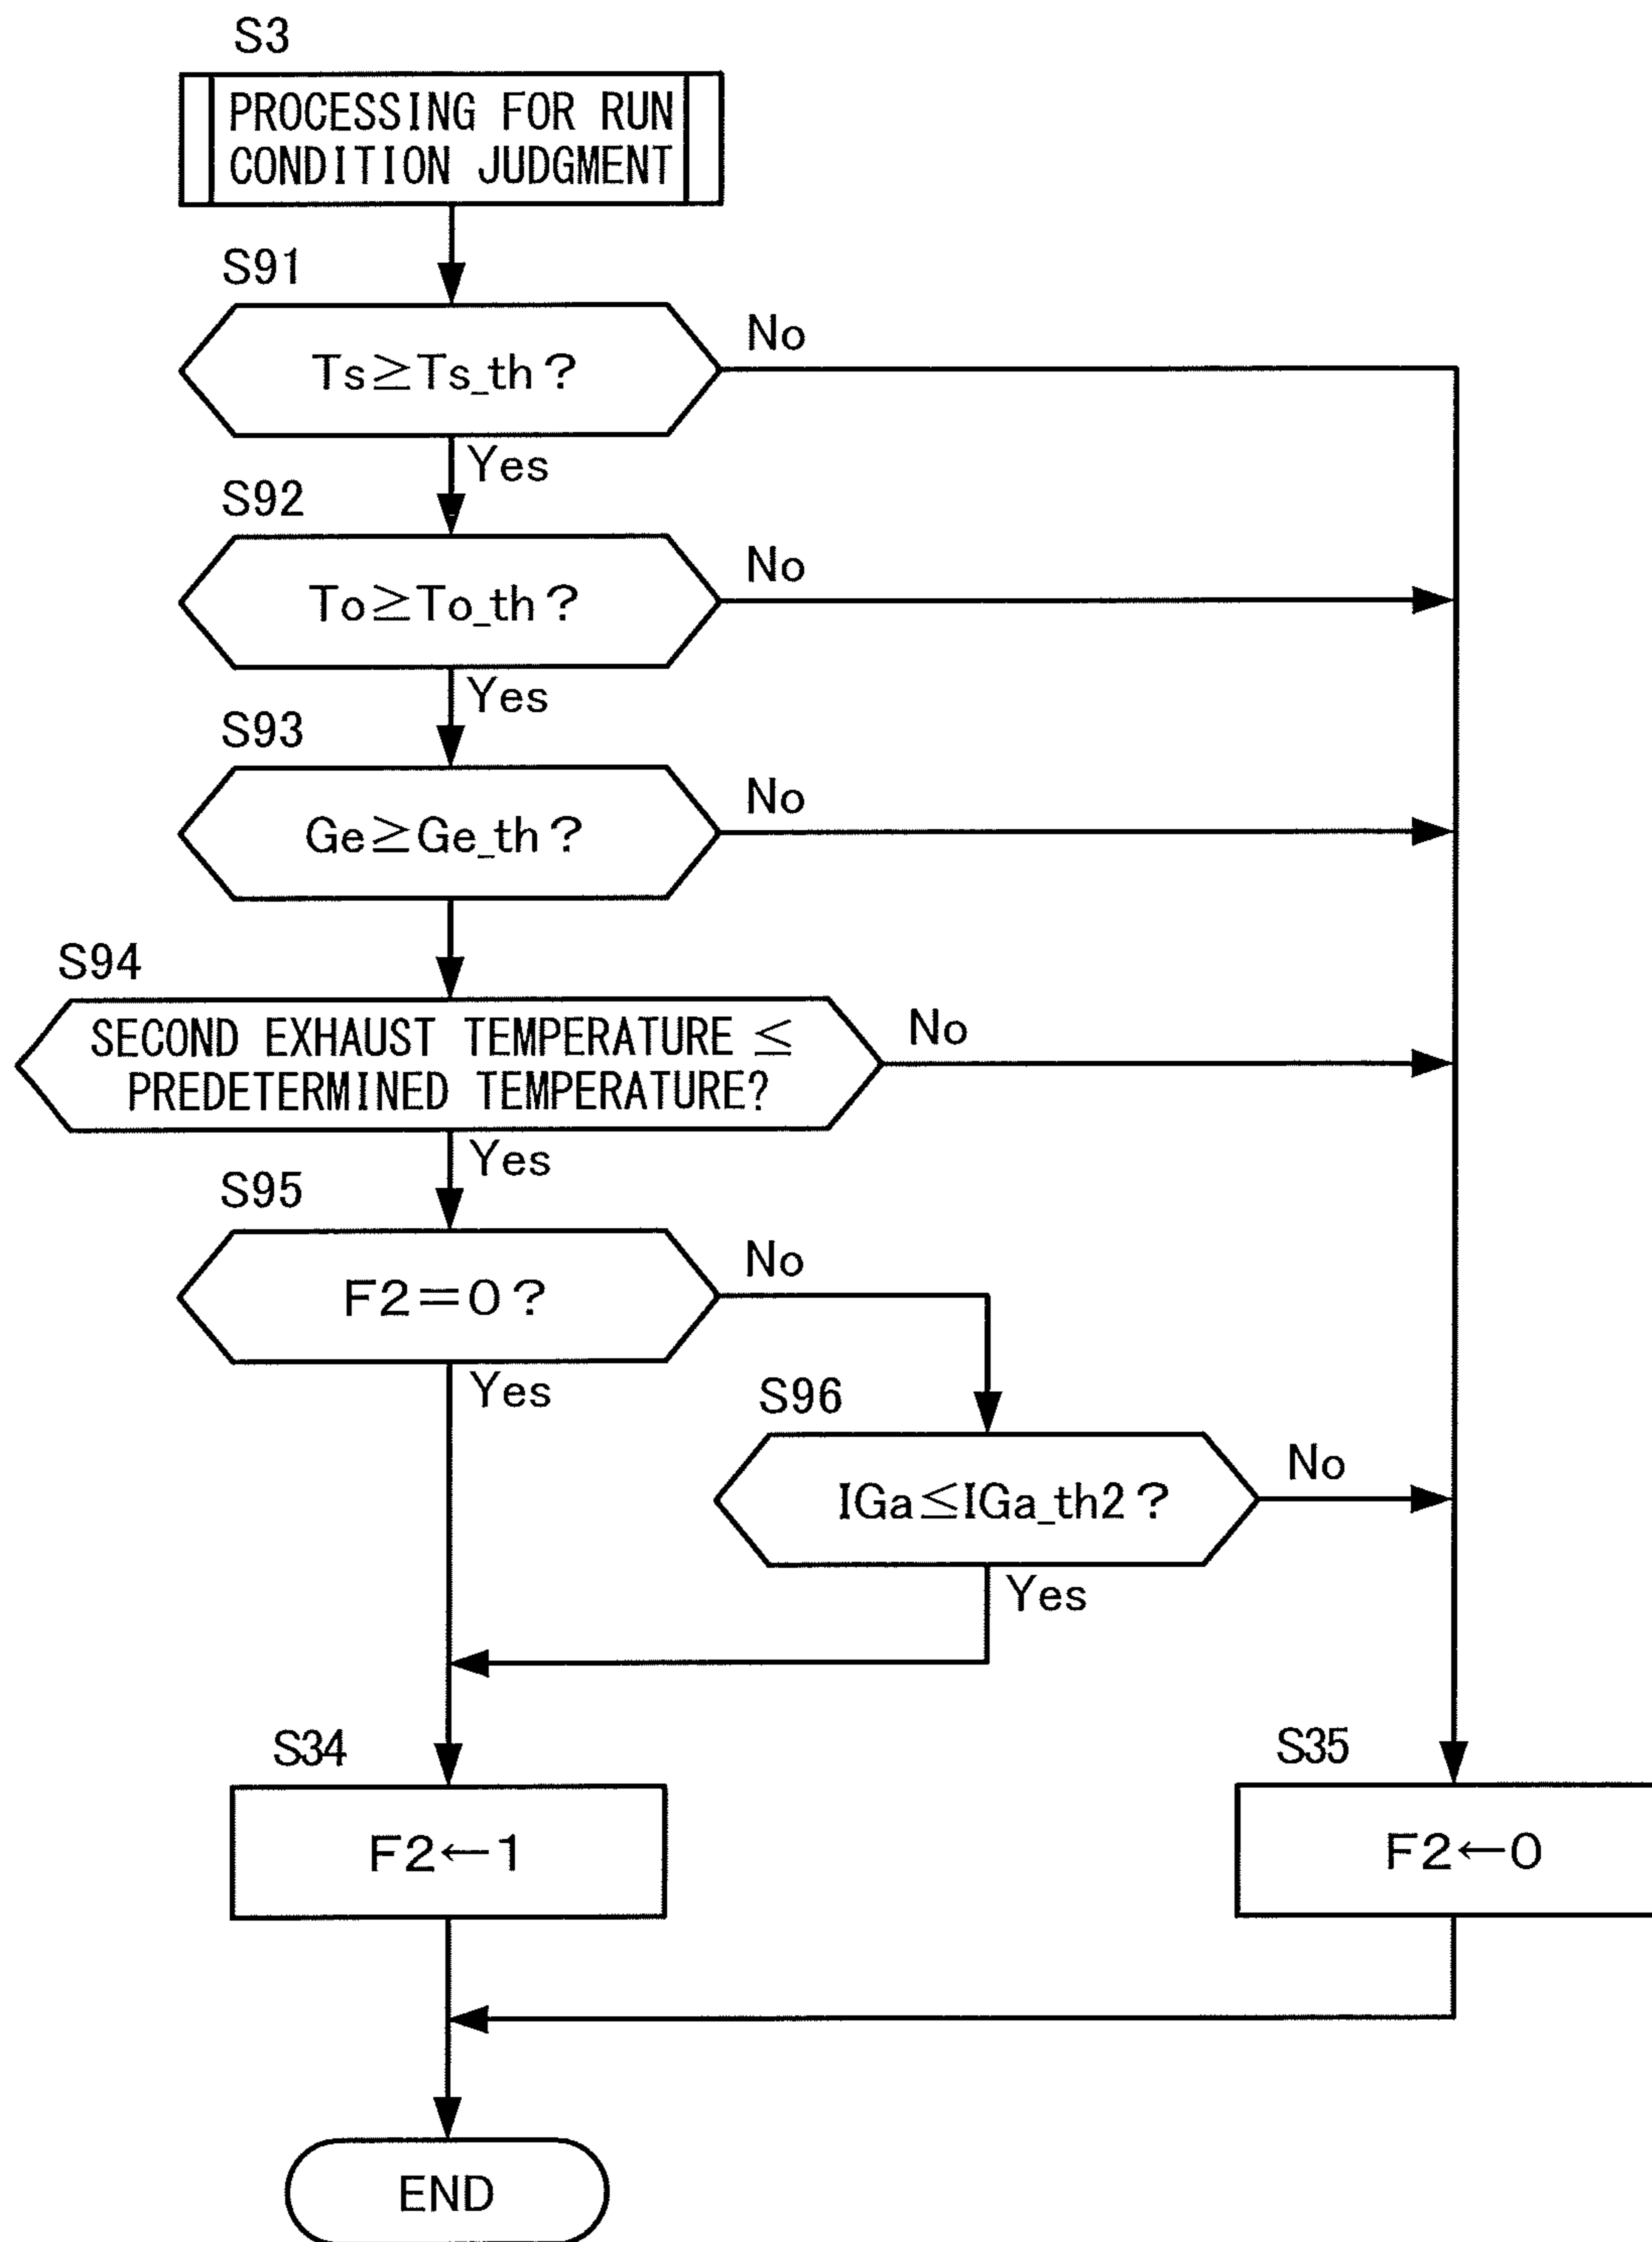 S3
PROCESSING FOR RUN
CONDITION JUDGMENT
S91
Ts≥Ts_th?
No
Yes
S92
To≥To_th?
No
Yes
S93
Ge≥Ge_th?
No
S94
SECOND EXHAUST TEMPERATURE ≤
PREDETERMINED TEMPERATURE?
No
Yes
S95
F2=0?
No
Yes
S96
IGa≤IGa_th2?
No
Yes
S34
F2←1
S35
F2←0
END